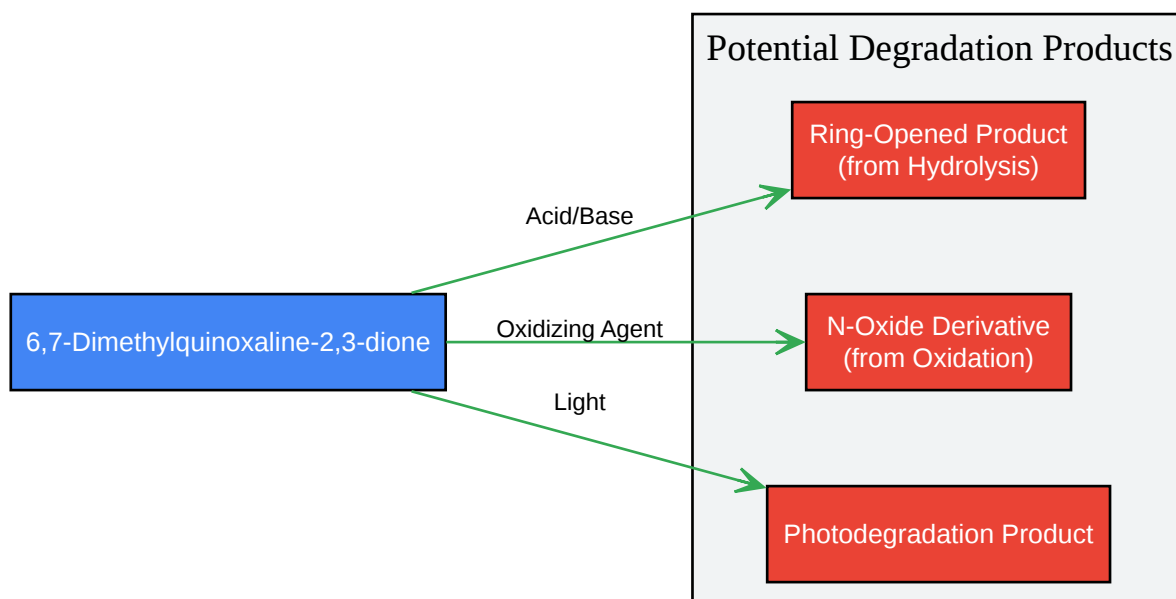 Potential Degradation Products
Ring-Opened Product
(from Hydrolysis)
Acid/Base
6,7-Dimethylquinoxaline-2,3-dione
Oxidizing Agent
N-Oxide Derivative
(from Oxidation)
Light
Photodegradation Product